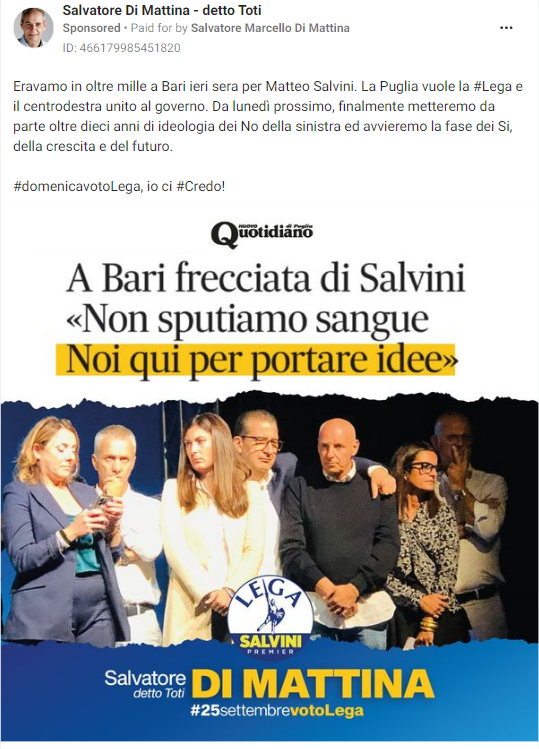 Salvatore Di Mattina - detto Toti
Sponsored • Paid for by Salvatore Marcello Di Mattina
ID: 466179985451820
Eravamo in oltre mille a Bari ieri sera per Matteo Salvini. La Puglia vuole la #Lega e
il centrodestra unito al governo. Da lunedì prossimo, finalmente metteremo da
parte oltre dieci anni di ideologia dei No della sinistra ed avvieremo la fase dei Si,
della crescita e del futuro.
#domenicavotoLega, io ci #Credo!
NUOVO di Puglia
Quotidiano
A Bari frecciata di Salvini
«Non sputiamo sangue
Noi qui per portare idee»
LEGA
SALVINI
PREMIER
Salvatore
detto Toti
DI MATTINA
#25settembrevotoLega